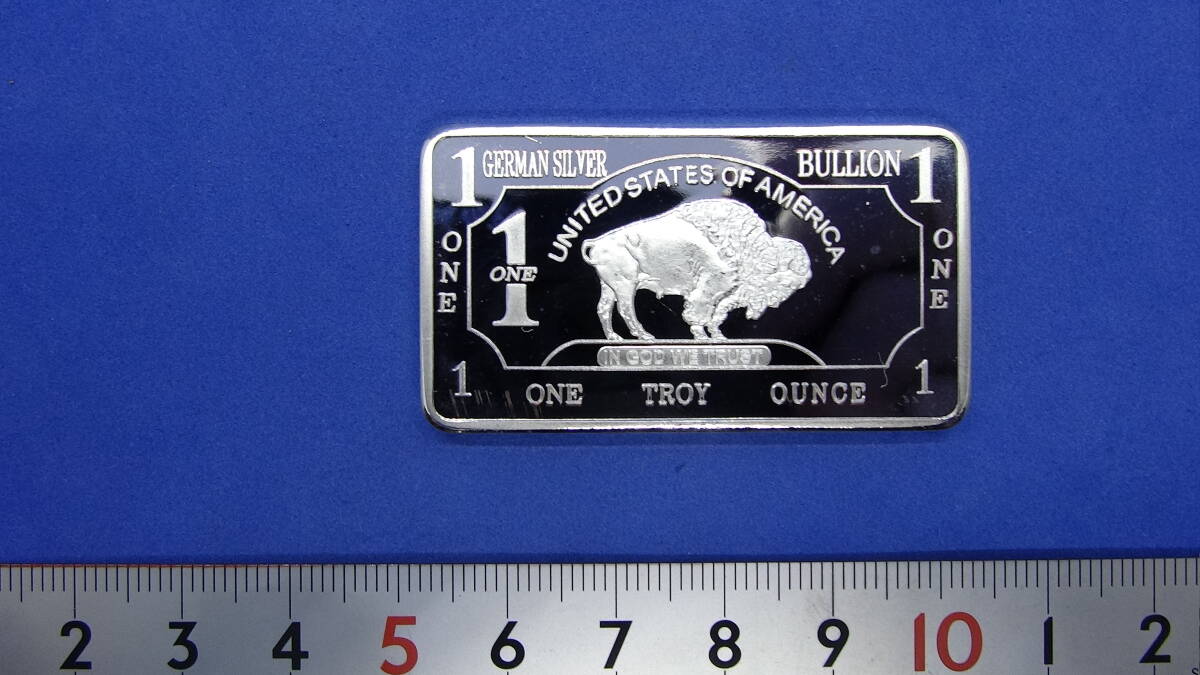 1 GERMAN SILVER BULLION 1
UNITED STATES OF AMERICA
ONE
1
ONE
ONE
IN GOD WE TRUST
1 ONE TROY OUNCE 1
2 3 4 5 6 7 8 9 10 1 2